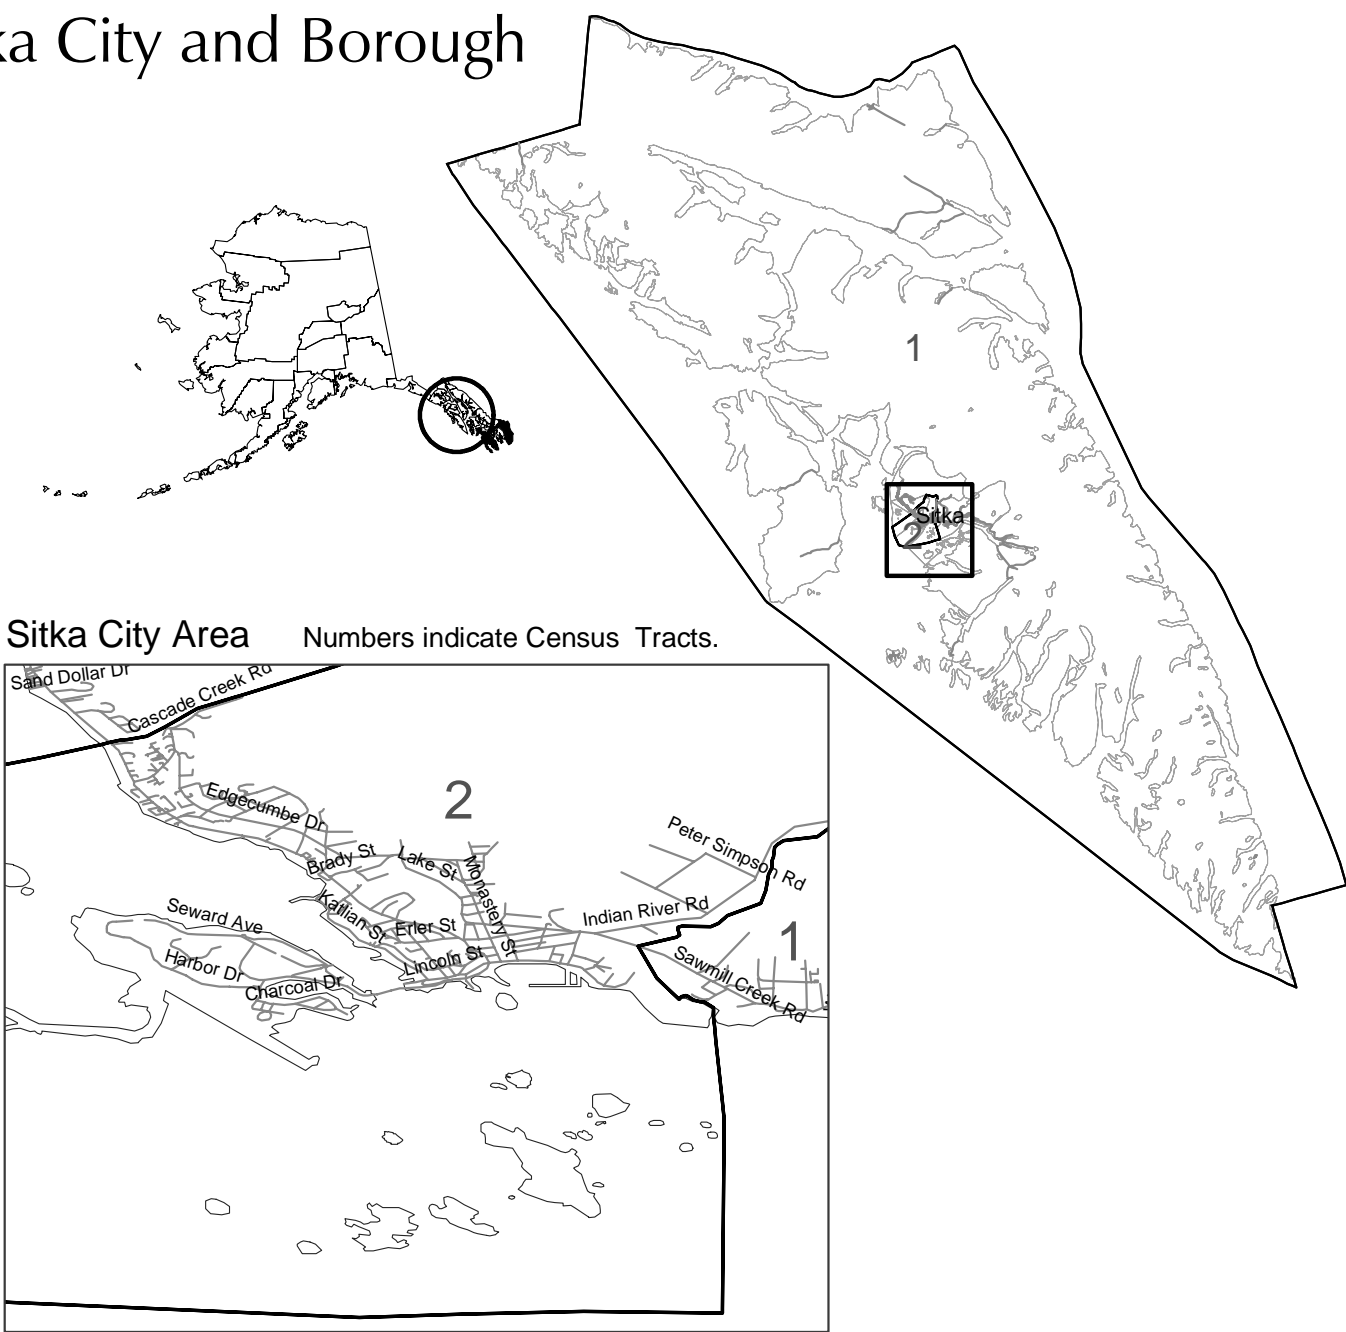 ka City and Borough
1
Sitka
2
Sitka City Area
Numbers indicate Census Tracts.
Sand Dollar Dr
Cascade Creek Rd
2
Edgecumbe Dr
Peter Simpson Rd
Brady St
Lake St
Monastery St
Katlian St
Seward Ave
Erler St
Indian River Rd
1
Lincoln St
Harbor Dr
Sawmill Creek Rd
Charcoal Dr